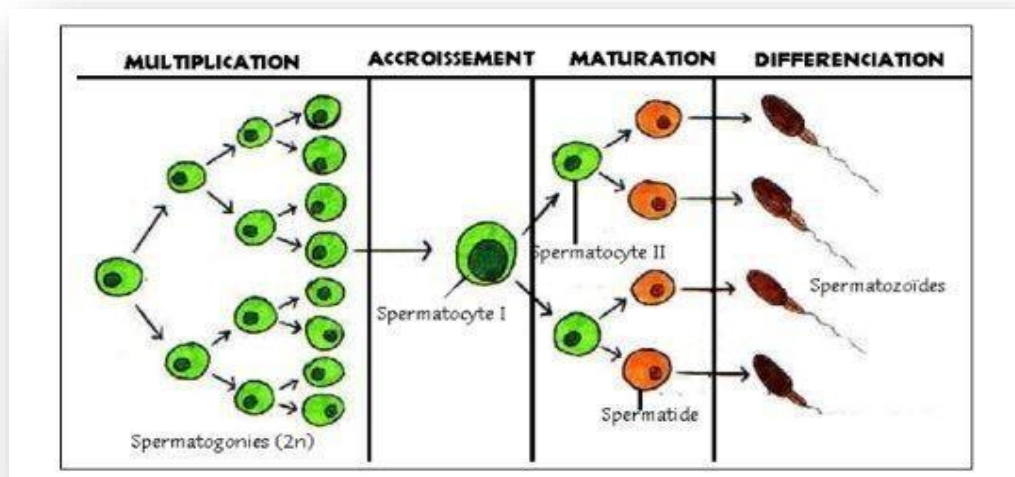 MULTIPLICATION
ACCROISSEMENT
MATURATION
DIFFERENCIATION
Spermatocyte II
Spermatozoïdes
Spermatocyte I
Spermatide
Spermatogonies (2n)